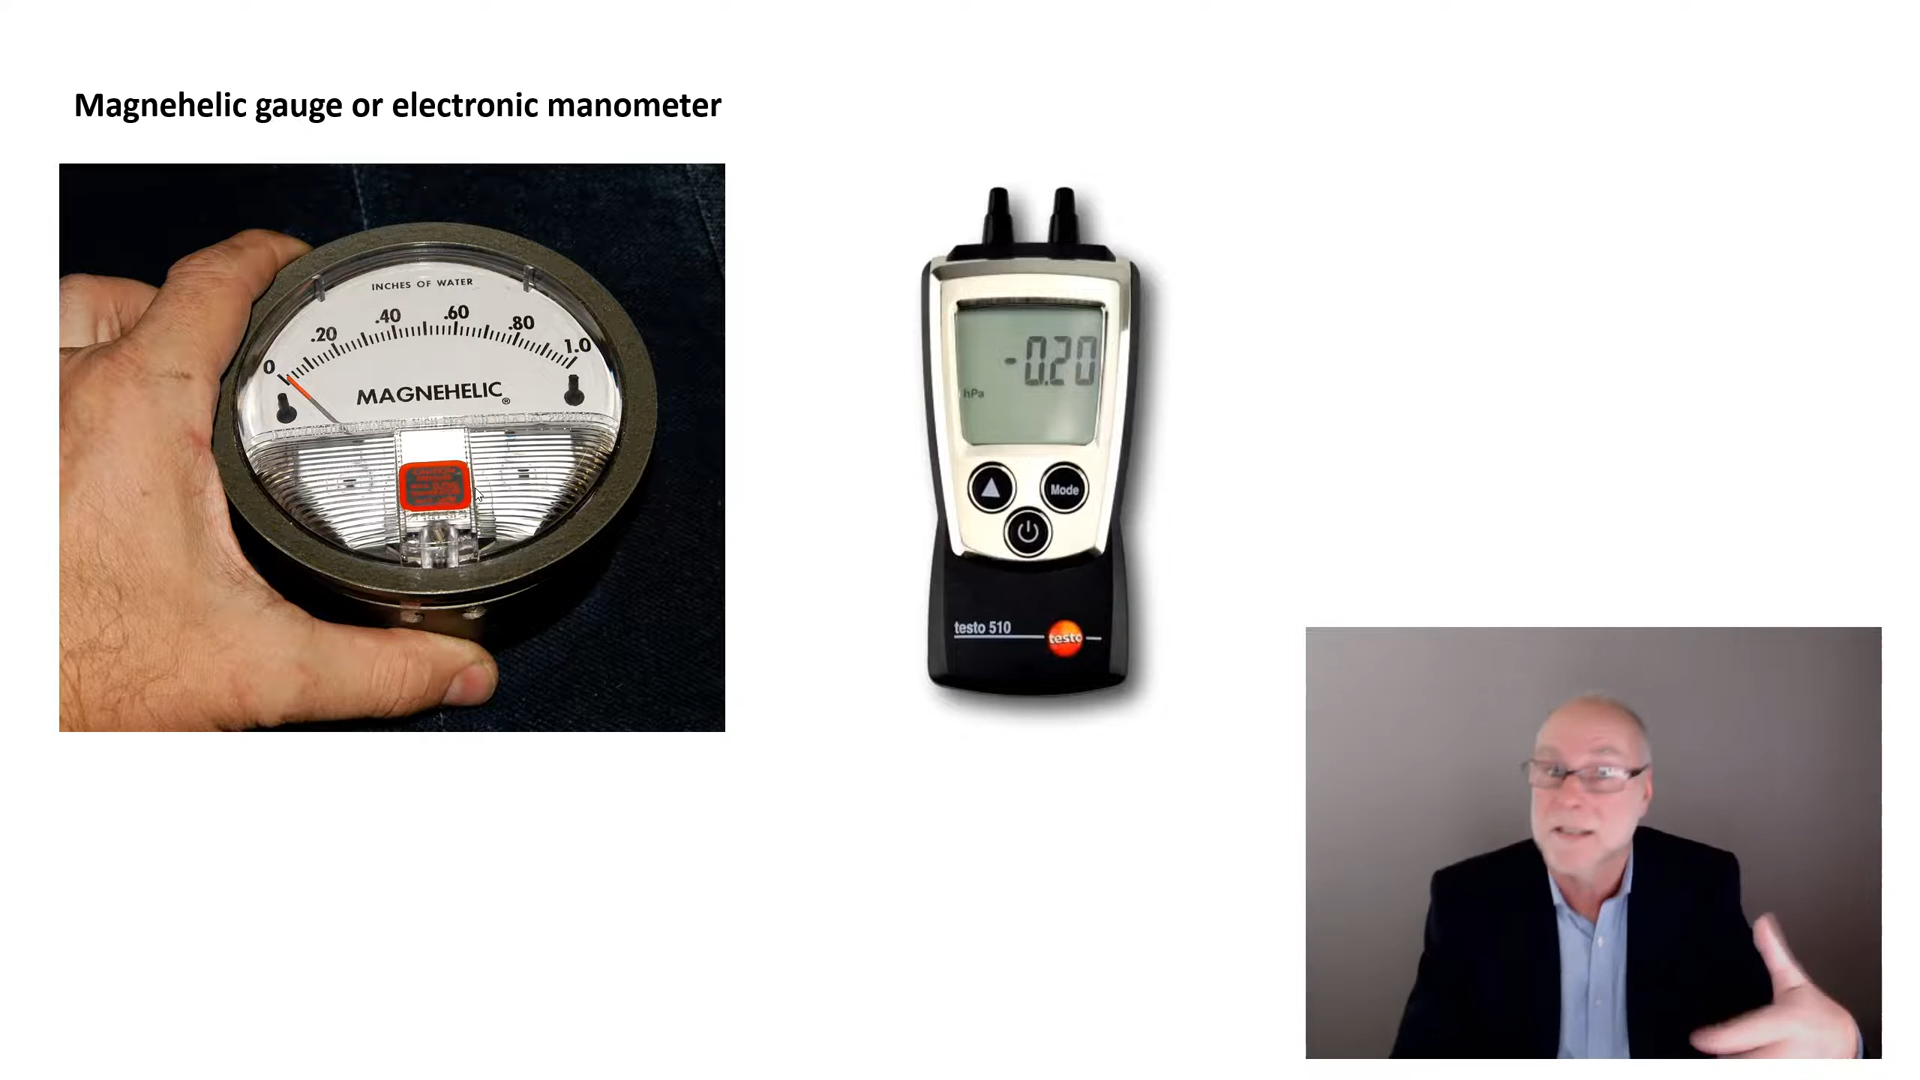 Magnehelic gauge or electronic manometer
INCHES OF WATER
0 .20 .40 .60 .80 1.0
MAGNEHELIC®
-0.20
hPa
Mode
testo 510
testo